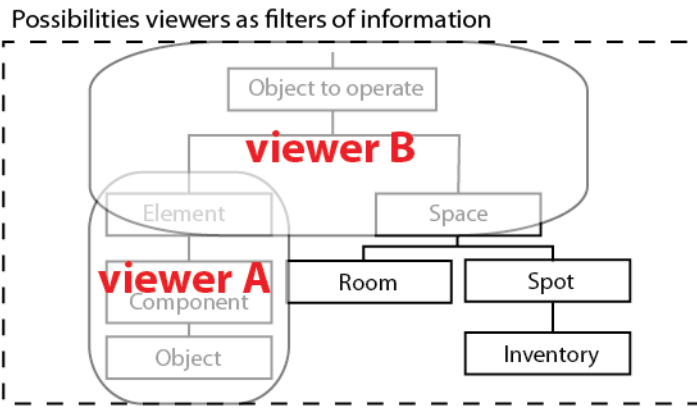 Possibilities viewers as filters of information
Object to operate
viewer B
Element
Space
viewer A
Room
Spot
Component
Object
Inventory